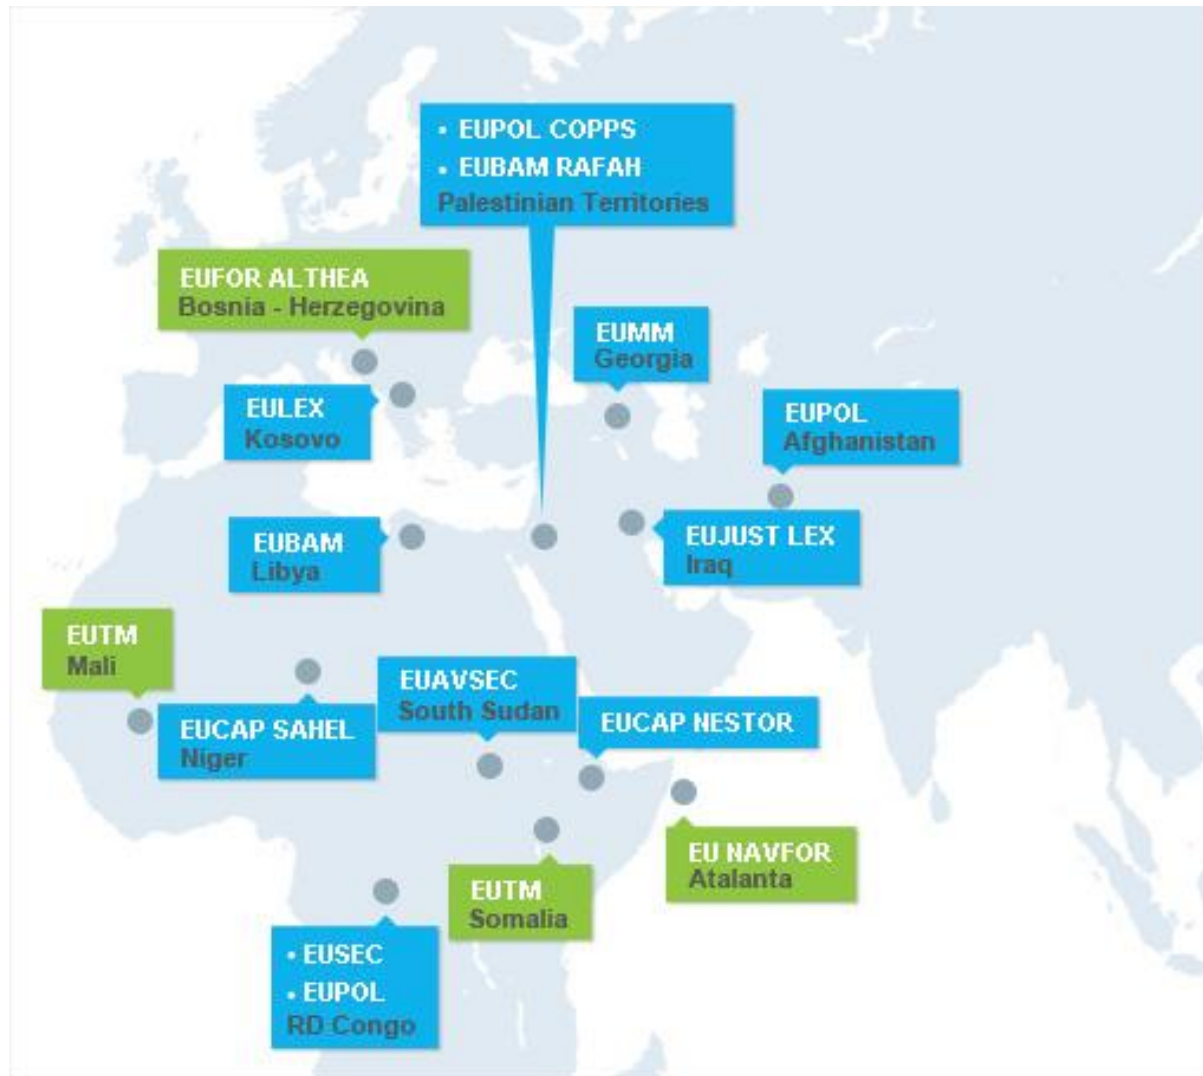 • EUPOL COPPS
• EUBAM RAFAH
Palestinian Territories
EUFOR ALTHEA
Bosnia - Herzegovina
EUMM
Georgia
EULEX
Kosovo
EUPOL
Afghanistan
EUBAM
Libya
EUJUST LEX
Iraq
EUTM
Mali
EUCAP SAHEL
Niger
EUAVSEC
South Sudan
EUCAP NESTOR
EU NAVFOR
Atalanta
EUTM
Somalia
• EUSEC
• EUPOL
RD Congo